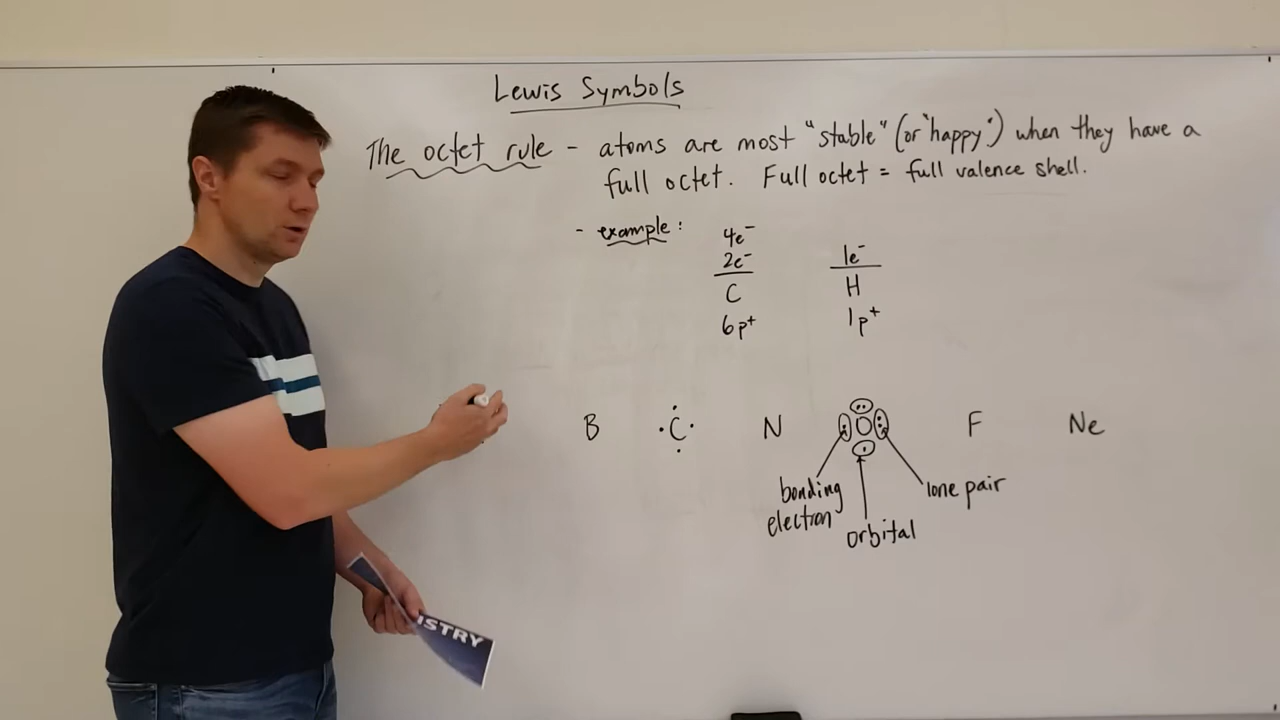 Lewis Symbols
The octet rule - atoms are most "stable" (or "happy") when they have a
full octet. Full octet = full valence shell.
- example:
4e⁻
2e⁻
C
6p⁺
1e⁻
H
1p⁺
B C N O F Ne
bonding
electron
orbital
lone pair
ISTRY